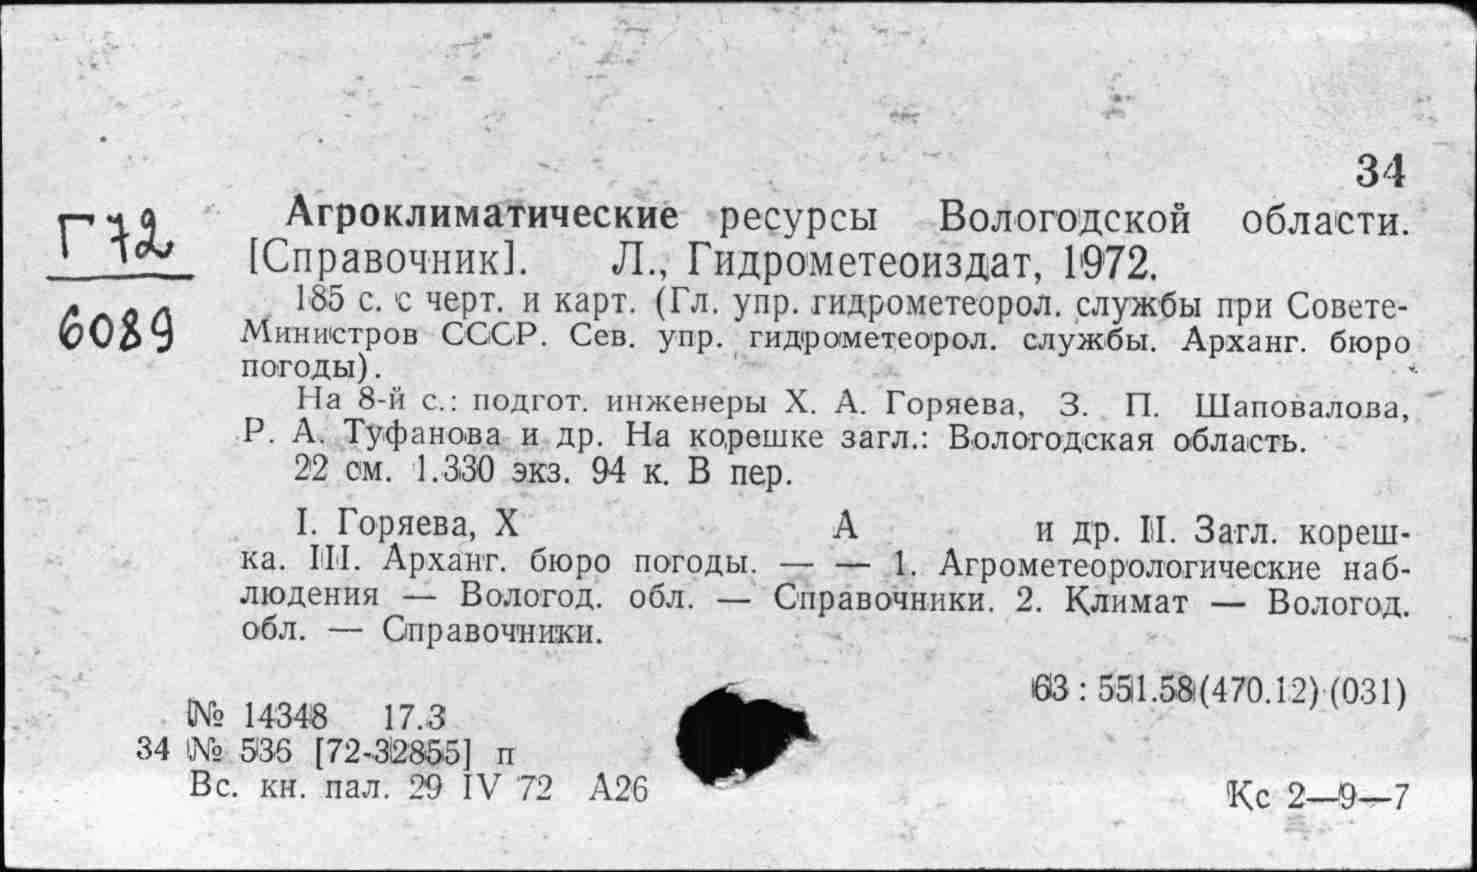 34
Г72
6089
Агроклиматические ресурсы Вологодской области.
[Справочник]. Л., Гидрометеоиздат, 1972.
185 с. с черт. и карт. (Гл. упр. гидрометеорол. службы при Совете-
Министров СССР. Сев. упр. гидрометеорол. службы. Арханг. бюро
погоды).
На 8-й с.: подгот. инженеры Х. А. Горяева, З. П. Шаповалова,
Р. А. Туфанова и др. На корешке загл.: Вологодская область.
22 см. 1.330 экз. 94 к. В пер.
I. Горяева, Х А и др. II. Загл. кореш-
ка. III. Арханг. бюро погоды. — — 1. Агрометеорологические наб-
людения — Вологод. обл. — Справочники. 2. Климат — Вологод.
обл. — Справочники.
63 : 551.58(470.12) (031)
№ 14348 17.3
34 № 536 [72-32855] п
Вс. кн. пал. 29 IV 72 А26
Кс 2—9—7